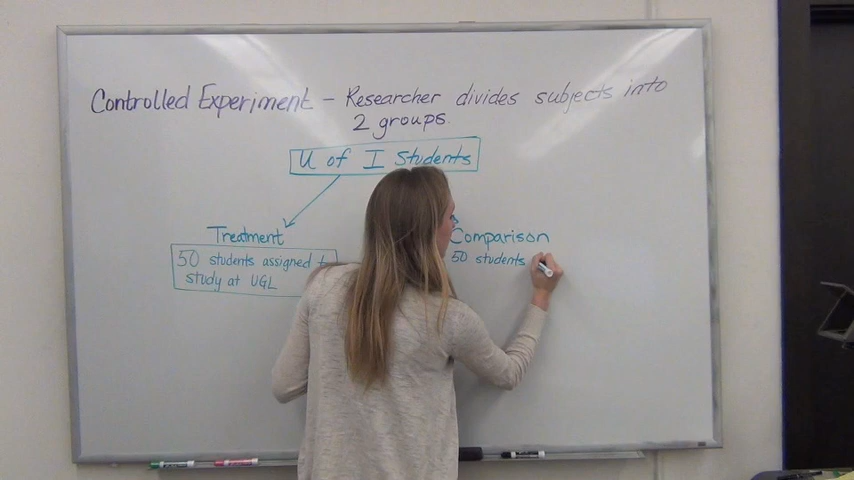 Controlled Experiment - Researcher divides subjects into
2 groups.
U of I Students
Treatment
50 students assigned
study at UGL
Comparison
50 students